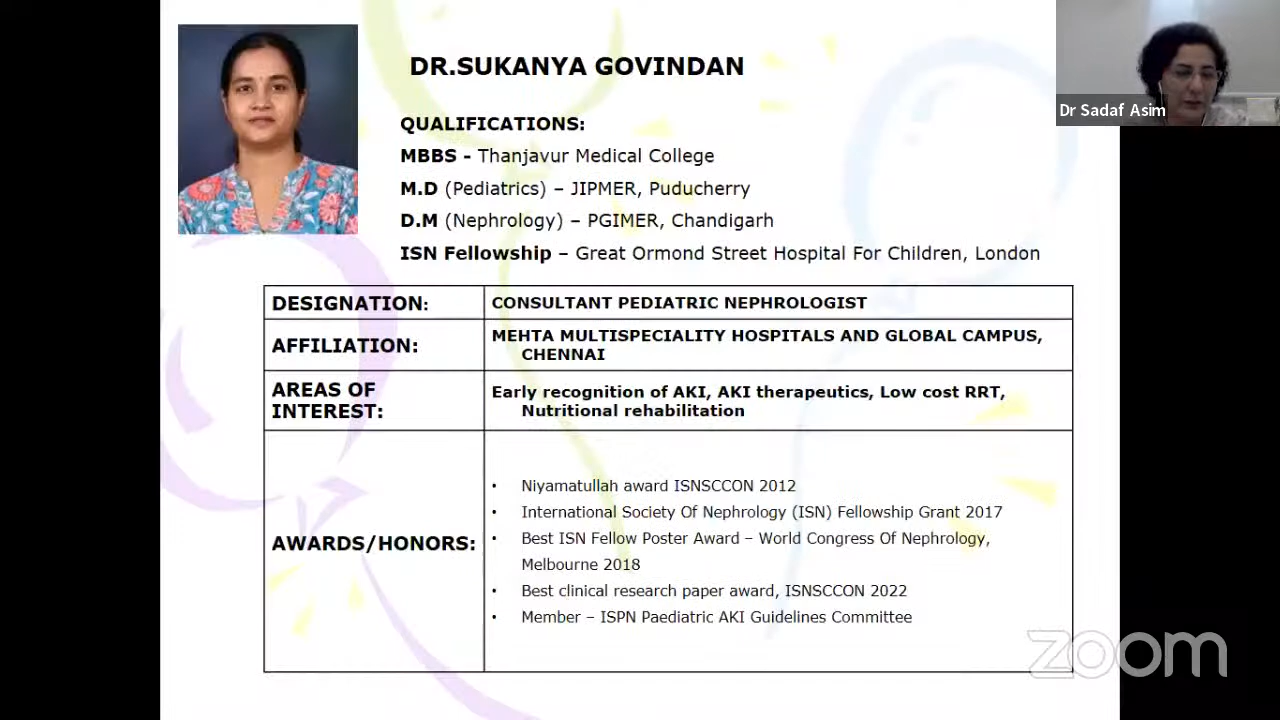 DR.SUKANYA GOVINDAN
Dr Sadaf Asim
QUALIFICATIONS:
MBBS - Thanjavur Medical College
M.D (Pediatrics) – JIPMER, Puducherry
D.M (Nephrology) – PGIMER, Chandigarh
ISN Fellowship – Great Ormond Street Hospital For Children, London
DESIGNATION:
CONSULTANT PEDIATRIC NEPHROLOGIST
AFFILIATION:
MEHTA MULTISPECIALITY HOSPITALS AND GLOBAL CAMPUS,
CHENNAI
AREAS OF
INTEREST:
Early recognition of AKI, AKI therapeutics, Low cost RRT,
Nutritional rehabilitation
AWARDS/HONORS:
• Niyamatullah award ISNSCCON 2012
• International Society Of Nephrology (ISN) Fellowship Grant 2017
• Best ISN Fellow Poster Award – World Congress Of Nephrology,
Melbourne 2018
• Best clinical research paper award, ISNSCCON 2022
• Member – ISPN Paediatric AKI Guidelines Committee
zoom